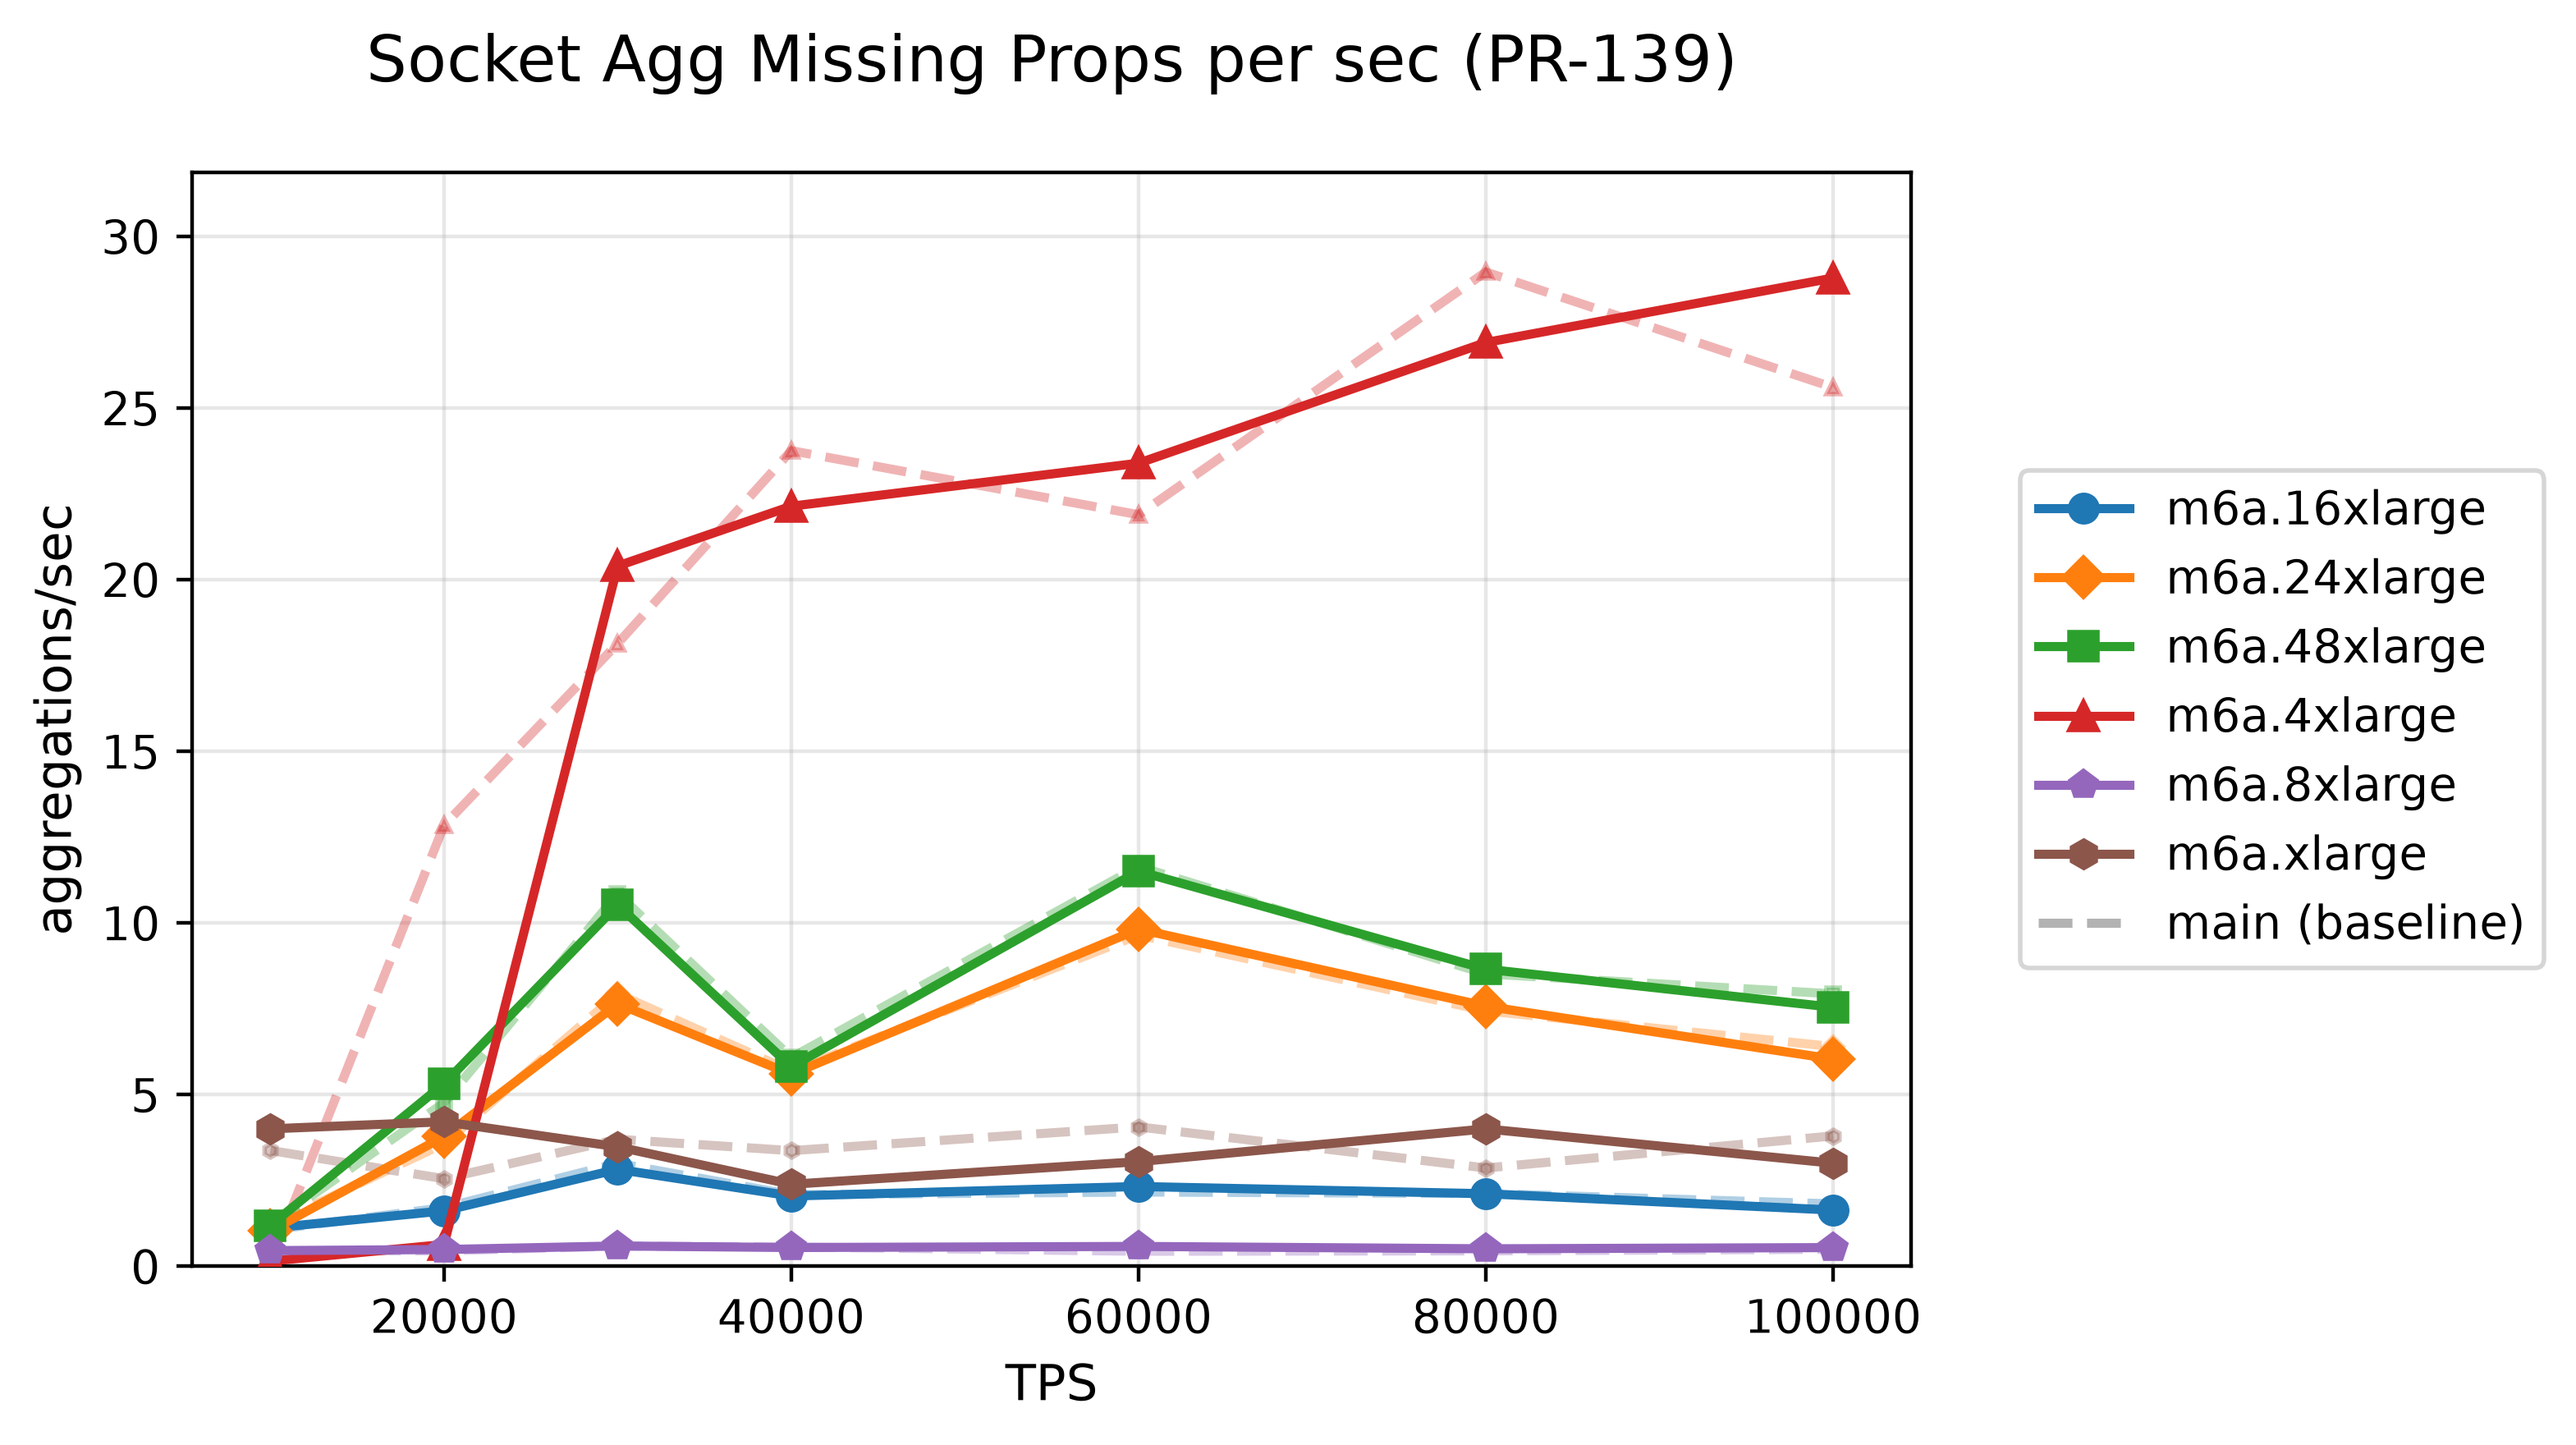 Socket Agg Missing Props per sec (PR-139)
aggregations/sec
30
25
20
15
10
5
0
20000 40000 60000 80000 100000
TPS
m6a.16xlarge
m6a.24xlarge
m6a.48xlarge
m6a.4xlarge
m6a.8xlarge
m6a.xlarge
main (baseline)